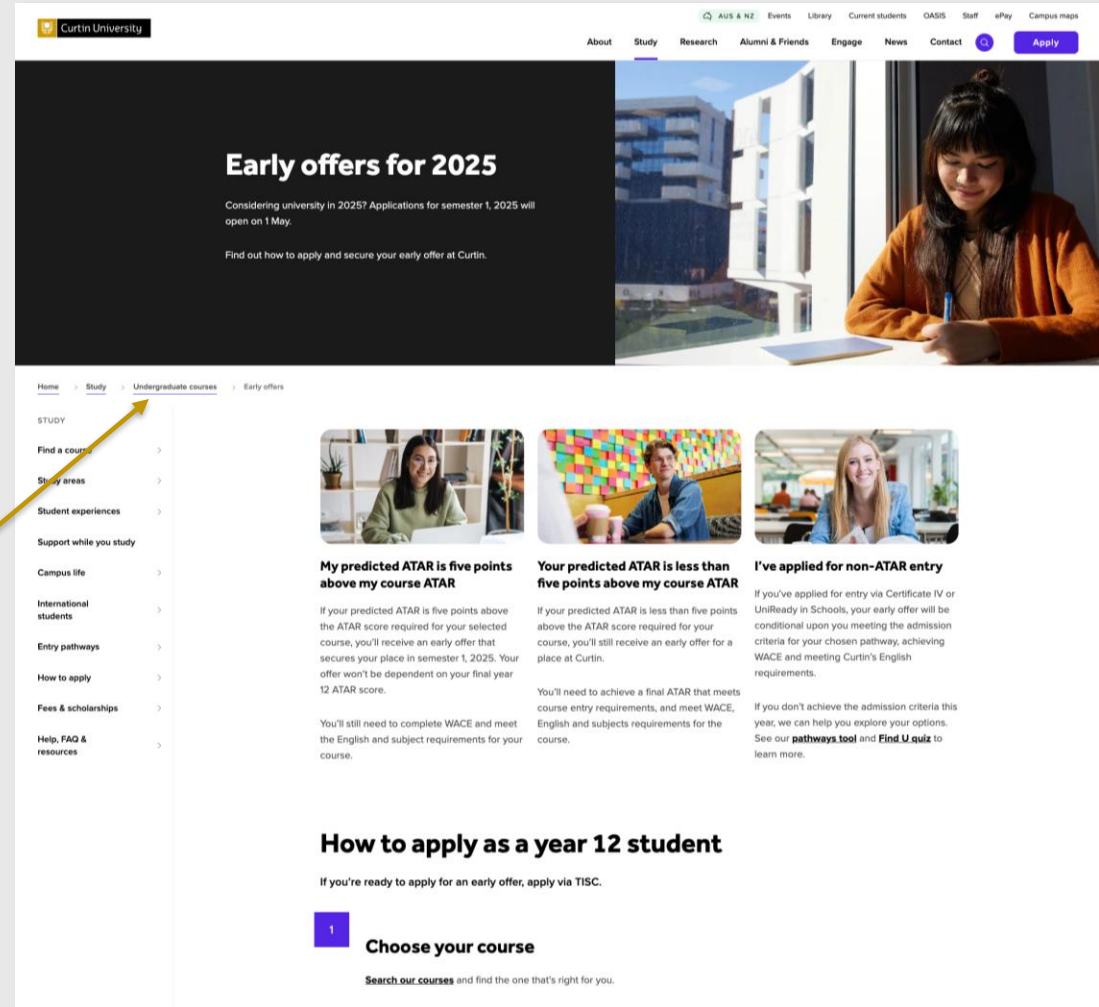 Curtin University
AUS & NZ Events Library Current students OASIS Staff ePay Campus maps
About Study Research Alumni & Friends Engage News Contact Apply
Early offers for 2025
Considering university in 2025? Applications for semester 1, 2025 will
open on 1 May.
Find out how to apply and secure your early offer at Curtin.
Home > Study > Undergraduate courses > Early offers
STUDY
Find a course
Study areas
Student experiences
Support while you study
Campus life
International
students
Entry pathways
How to apply
Fees & scholarships
Help, FAQ &
resources
My predicted ATAR is five points
above my course ATAR
If your predicted ATAR is five points above
the ATAR score required for your selected
course, you'll receive an early offer that
secures your place in semester 1, 2025. Your
offer won't be dependent on your final year
12 ATAR score.
You'll still need to complete WACE and meet
the English and subject requirements for your
course.
Your predicted ATAR is less than
five points above my course ATAR
If your predicted ATAR is less than five points
above the ATAR score required for your
course, you'll still receive an early offer for a
place at Curtin.
You'll need to achieve a final ATAR that meets
course entry requirements, and meet WACE,
English and subjects requirements for the
course.
I've applied for non-ATAR entry
If you've applied for entry via Certificate IV or
UniReady in Schools, your early offer will be
conditional upon you meeting the admission
criteria for your chosen pathway, achieving
WACE and meeting Curtin's English
requirements.
If you don't achieve the admission criteria this
year, we can help you explore your options.
See our pathways tool and Find U quiz to
learn more.
How to apply as a year 12 student
If you're ready to apply for an early offer, apply via TISC.
1
Choose your course
Search our courses and find the one that's right for you.